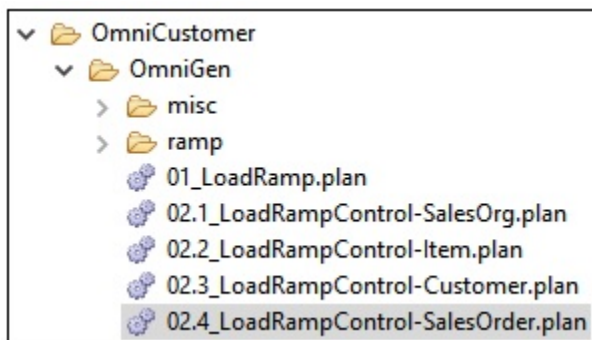 OmniCustomer
OmniGen
misc
ramp
01_LoadRamp.plan
02.1_LoadRampControl-SalesOrg.plan
02.2_LoadRampControl-Item.plan
02.3_LoadRampControl-Customer.plan
02.4_LoadRampControl-SalesOrder.plan